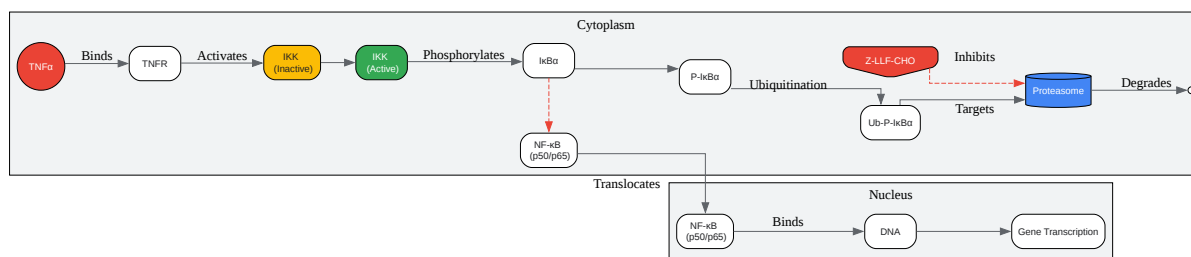 Cytoplasm
TNFα
Binds
TNFR
Activates
IKK
(Inactive)
IKK
(Active)
Phosphorylates
IκBα
P-IκBα
Ubiquitination
Z-LLF-CHO
Inhibits
Ub-P-IκBα
Targets
Proteasome
Degrades
NF-κB
(p50/p65)
Translocates
Nucleus
NF-κB
(p50/p65)
Binds
DNA
Gene Transcription